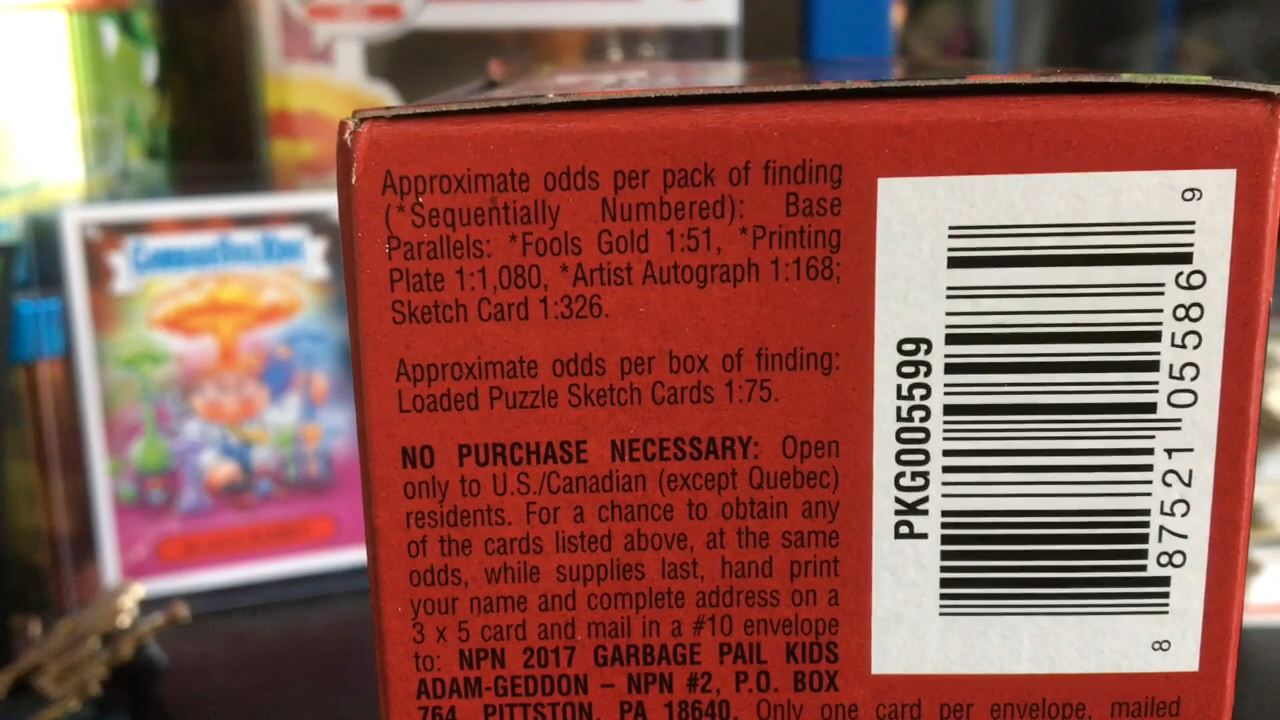 Approximate odds per pack of finding
(*Sequentially Numbered): Base
Parallels: *Fools Gold 1:51, *Printing
Plate 1:1,080, *Artist Autograph 1:168;
Sketch Card 1:326.
Approximate odds per box of finding:
Loaded Puzzle Sketch Cards 1:75.
NO PURCHASE NECESSARY: Open
only to U.S./Canadian (except Quebec)
residents. For a chance to obtain any
of the cards listed above, at the same
odds, while supplies last, hand print
your name and complete address on a
3 x 5 card and mail in a #10 envelope
to: NPN 2017 GARBAGE PAIL KIDS
ADAM-GEDDON – NPN #2, P.O. BOX
764, PITTSTON, PA 18640. Only one card per envelope, mailed
PKG005599
8 87521 05586 9
Garbage Pail Kids